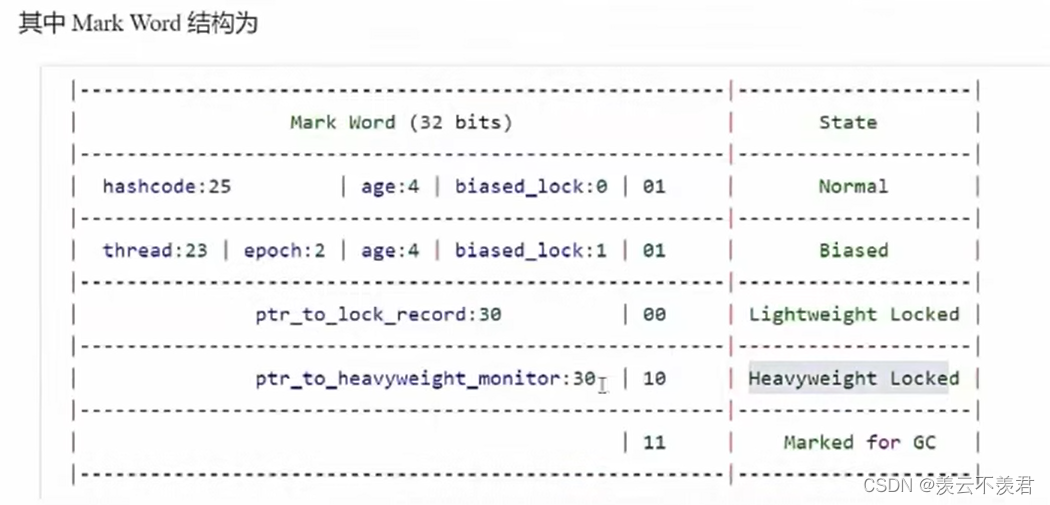 其中 Mark Word 结构为
|-------------------------------------------------------|--------------------|
| Mark Word (32 bits) | State |
|-------------------------------------------------------|--------------------|
| hashcode:25 | age:4 | biased_lock:0 | 01 | Normal |
|-------------------------------------------------------|--------------------|
| thread:23 | epoch:2 | age:4 | biased_lock:1 | 01 | Biased |
|-------------------------------------------------------|--------------------|
| ptr_to_lock_record:30 | 00 | Lightweight Locked |
|-------------------------------------------------------|--------------------|
| ptr_to_heavyweight_monitor:30 | 10 | Heavyweight Locked |
|-------------------------------------------------------|--------------------|
| | 11 | Marked for GC |
|-------------------------------------------------------|--------------------|
CSDN @羡云不羡君